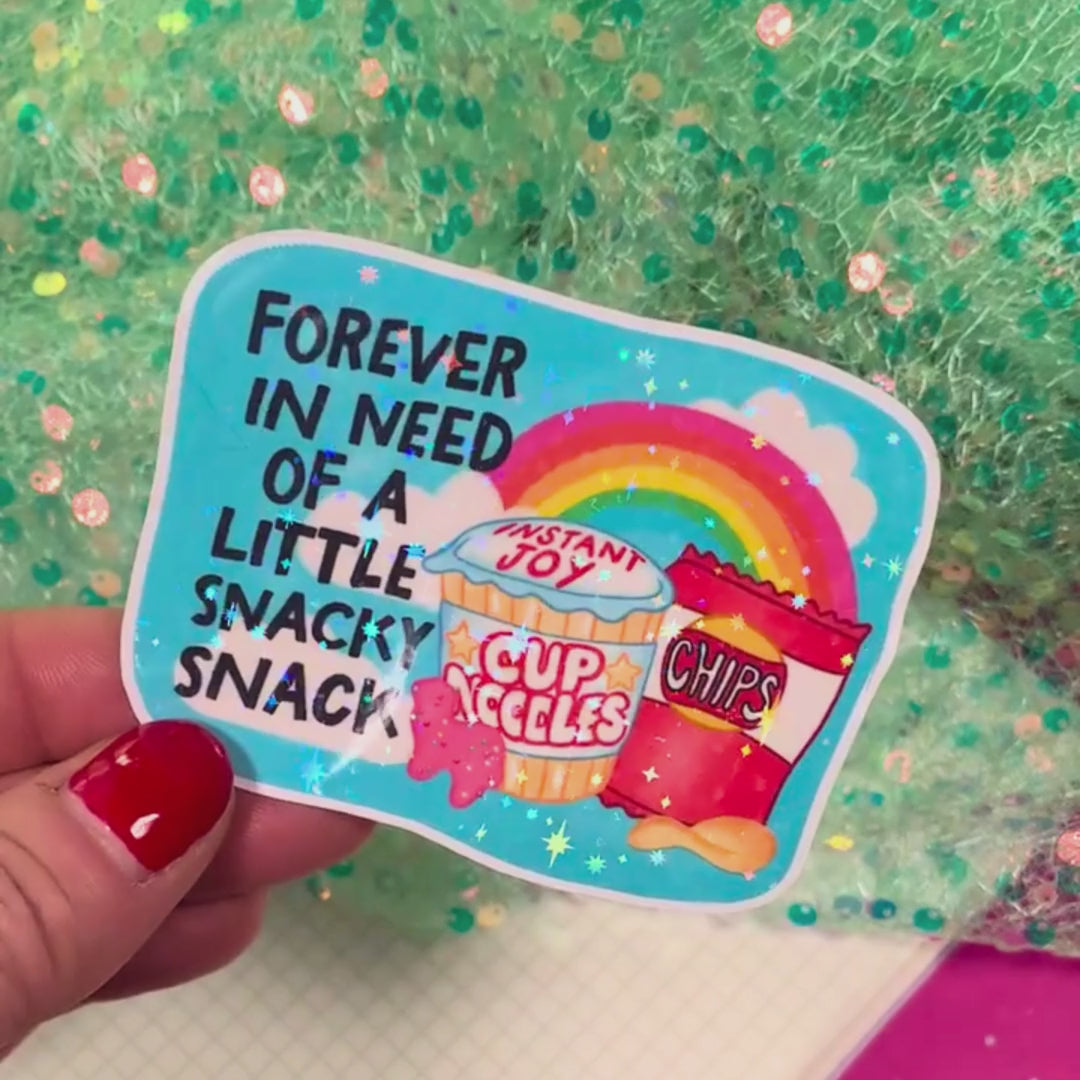 FOREVER
IN NEED
OF A
LITTLE
SNACKY
SNACK
INSTANT
JOY
CUP
NOODLES
CHIPS